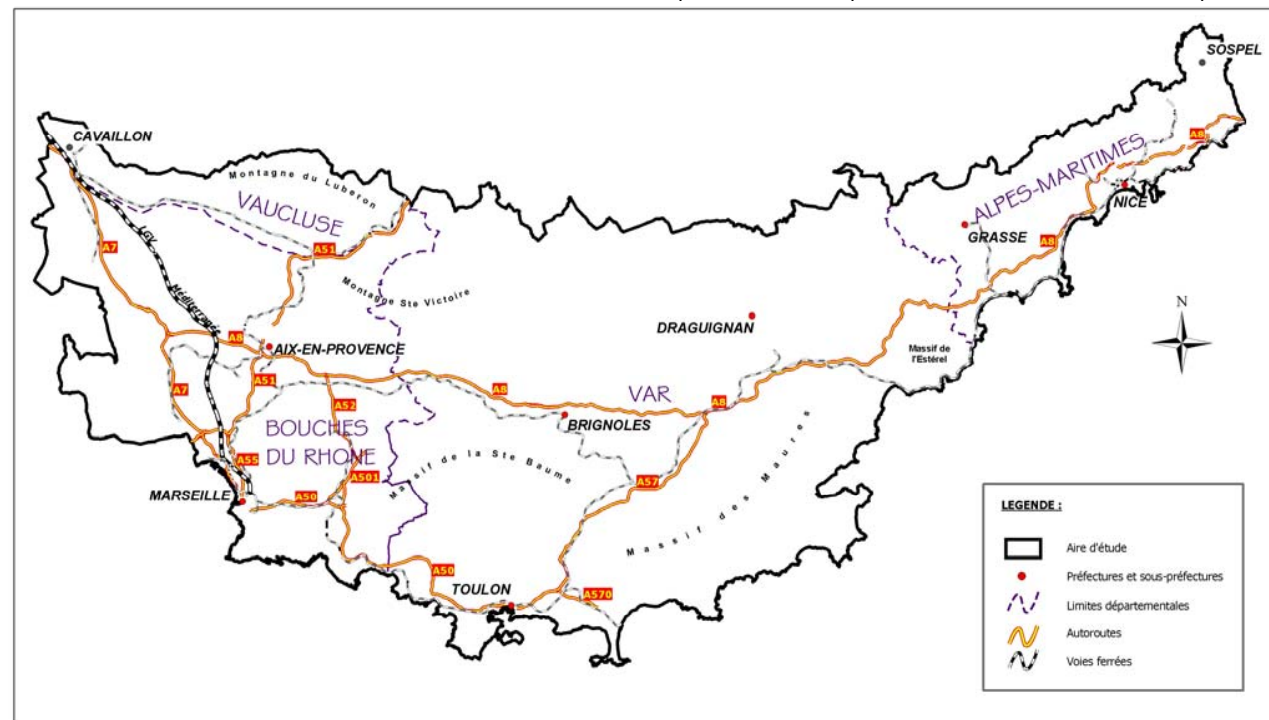 SOSPEL
CAVAILLON
Montagne du Luberon
VAUCLUSE
ALPES-MARITIMES
A8
NICE
GRASSE
A7
LGV
Méditerranée
A51
A8
Montagne Ste Victoire
DRAGUIGNAN
N
A8
AIX-EN-PROVENCE
Massif de
l'Estérel
A7
A51
A52
A8
VAR
A8
BRIGNOLES
BOUCHES
DU RHONE
Massif de la Ste Baume
A55
A501
A57
MARSEILLE
A50
Massif des Maures
A50
TOULON
A570
LEGENDE :
Aire d'étude
Préfectures et sous-préfectures
Limites départementales
Autoroutes
Voies ferrées